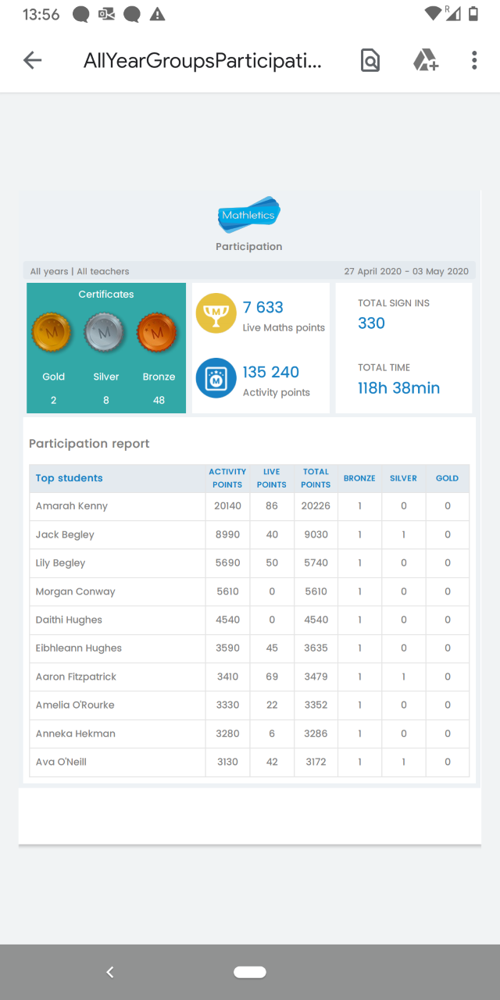 13:56
R
AllYearGroupsParticipati...
Mathletics
Participation
All years | All teachers 27 April 2020 - 03 May 2020
Certificates
M M M
Gold Silver Bronze
2 8 48
M
7 633
Live Maths points
M
135 240
Activity points
TOTAL SIGN INS
330
TOTAL TIME
118h 38min
Participation report
Top students ACTIVITY POINTS LIVE POINTS TOTAL POINTS BRONZE SILVER GOLD
Amarah Kenny 20140 86 20226 1 0 0
Jack Begley 8990 40 9030 1 1 0
Lily Begley 5690 50 5740 1 0 0
Morgan Conway 5610 0 5610 1 0 0
Daithi Hughes 4540 0 4540 1 0 0
Eibhleann Hughes 3590 45 3635 1 0 0
Aaron Fitzpatrick 3410 69 3479 1 1 0
Amelia O'Rourke 3330 22 3352 1 0 0
Anneka Hekman 3280 6 3286 1 0 0
Ava O'Neill 3130 42 3172 1 1 0